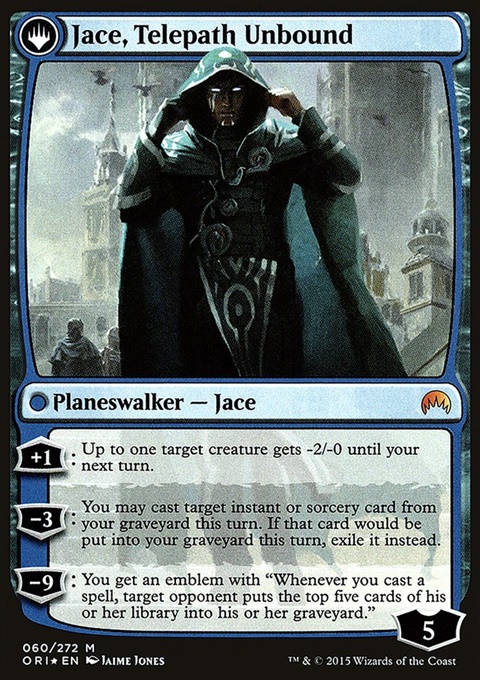 Jace, Telepath Unbound
Planeswalker — Jace
+1: Up to one target creature gets -2/-0 until your
next turn.
-3: You may cast target instant or sorcery card from
your graveyard this turn. If that card would be
put into your graveyard this turn, exile it instead.
-9: You get an emblem with “Whenever you cast a
spell, target opponent puts the top five cards of his
or her library into his or her graveyard.”
5
060/272 M
ORI★EN Jaime Jones
™ & © 2015 Wizards of the Coast